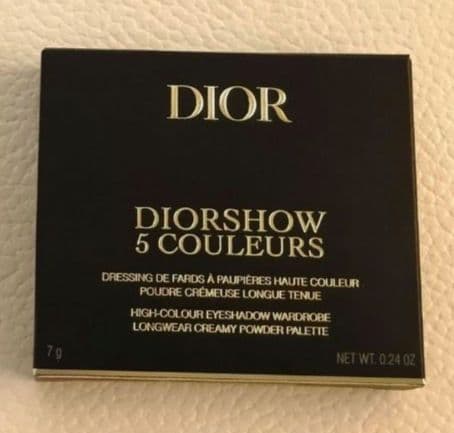 DIOR
DIORSHOW
5 COULEURS
DRESSING DE FARDS À PAUPIÈRES HAUTE COULEUR
POUDRE CRÉMEUSE LONGUE TENUE
HIGH-COLOUR EYESHADOW WARDROBE
LONGWEAR CREAMY POWDER PALETTE
7 g
NET WT. 0.24 OZ